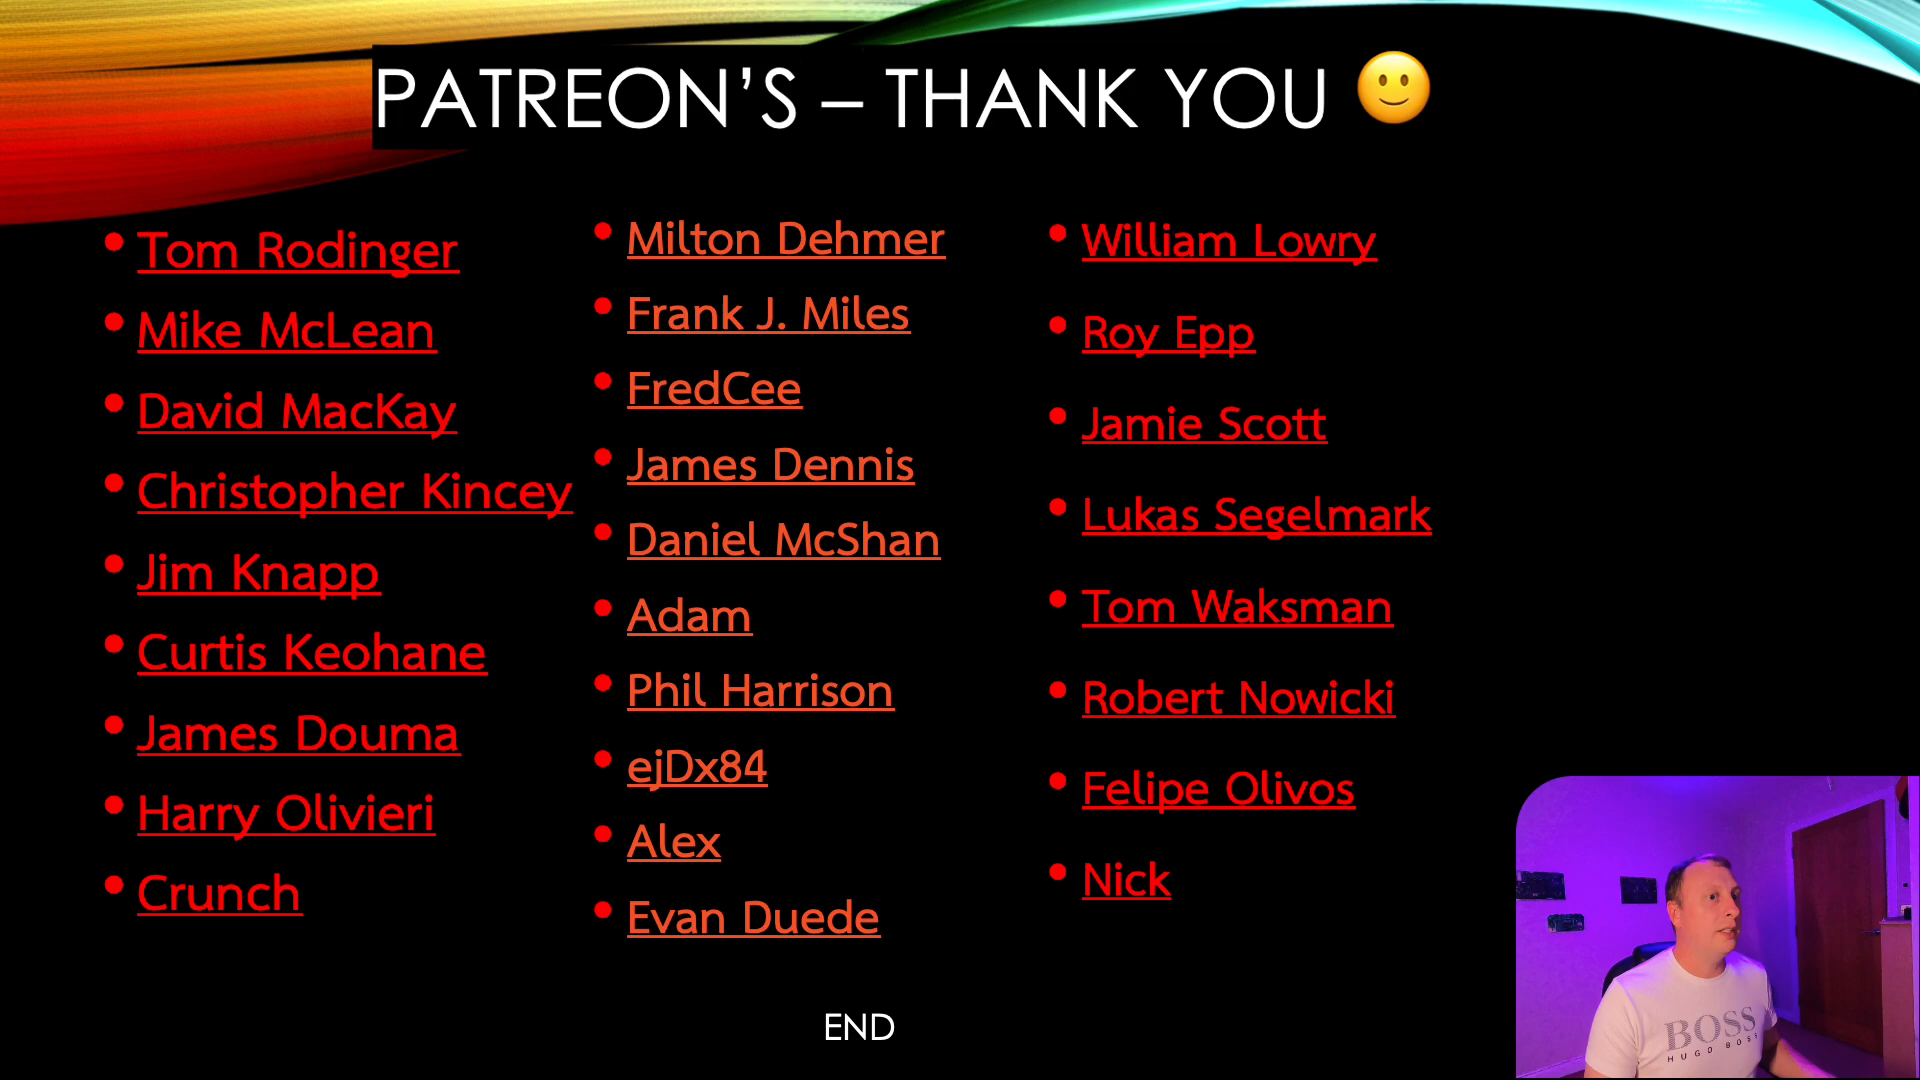 PATREON’S – THANK YOU 🙂
Tom Rodinger
Mike McLean
David MacKay
Christopher Kincey
Jim Knapp
Curtis Keohane
James Douma
Harry Olivieri
Crunch
Milton Dehmer
Frank J. Miles
FredCee
James Dennis
Daniel McShan
Adam
Phil Harrison
ejDx84
Alex
Evan Duede
William Lowry
Roy Epp
Jamie Scott
Lukas Segelmark
Tom Waksman
Robert Nowicki
Felipe Olivos
Nick
END
BOSS
HUGO BOSS